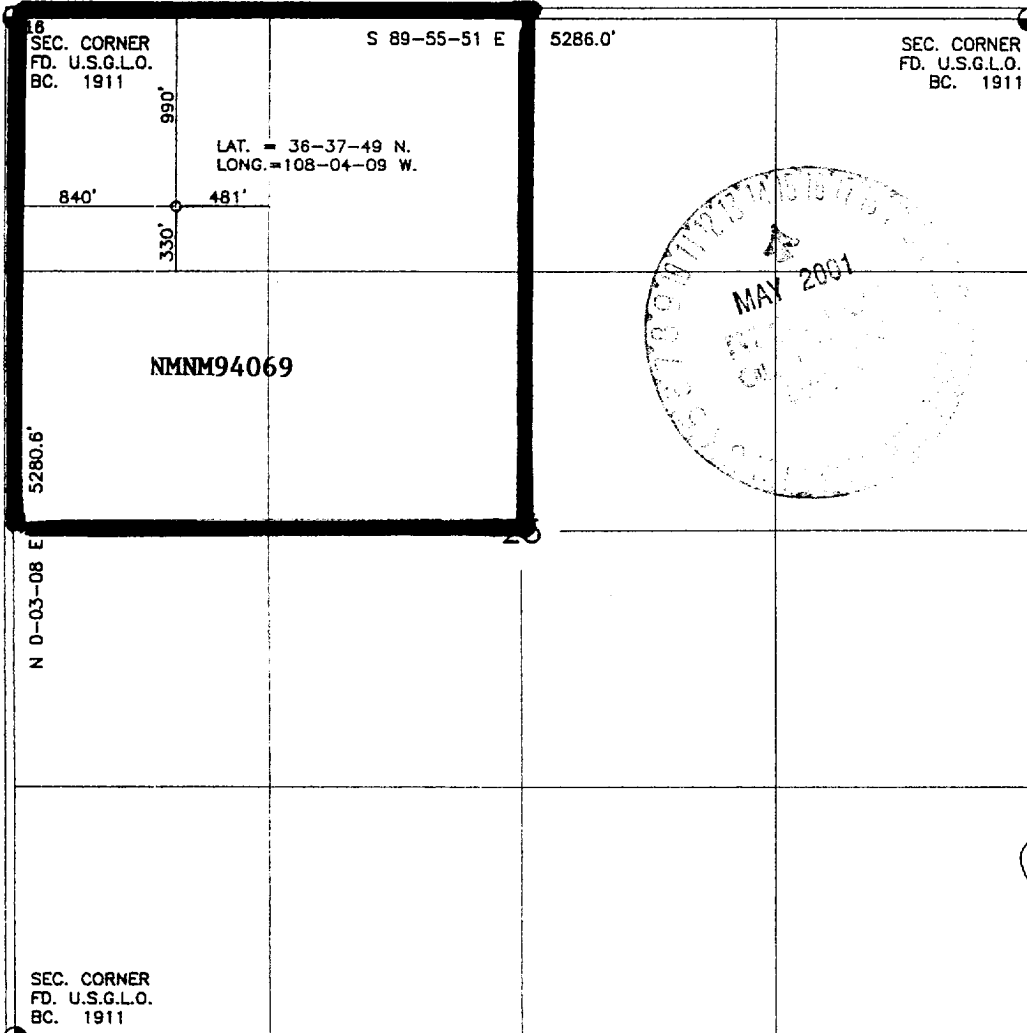 16
SEC. CORNER
FD. U.S.G.L.O.
BC. 1911
S 89-55-51 E
5286.0'
SEC. CORNER
FD. U.S.G.L.O.
BC. 1911
990'
LAT. = 36-37-49 N.
LONG.=108-04-09 W.
840'
481'
330'
MAY 2001
NMNM94069
5280.6'
N 0-03-08 E
SEC. CORNER
FD. U.S.G.L.O.
BC. 1911